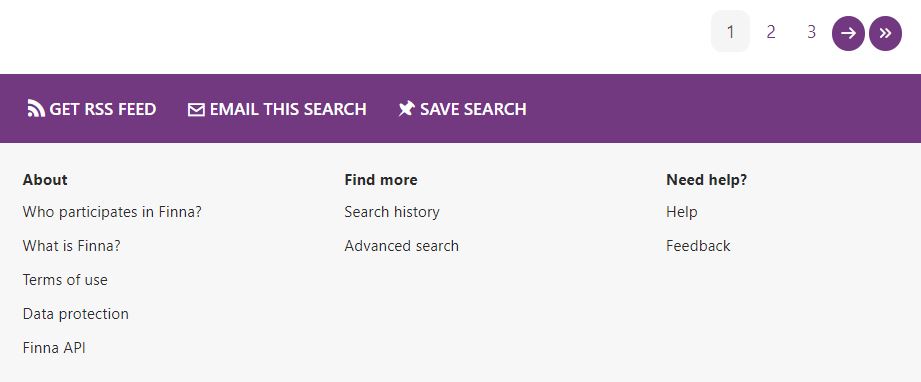 1 2 3
GET RSS FEED EMAIL THIS SEARCH SAVE SEARCH
About
Who participates in Finna?
What is Finna?
Terms of use
Data protection
Finna API
Find more
Search history
Advanced search
Need help?
Help
Feedback